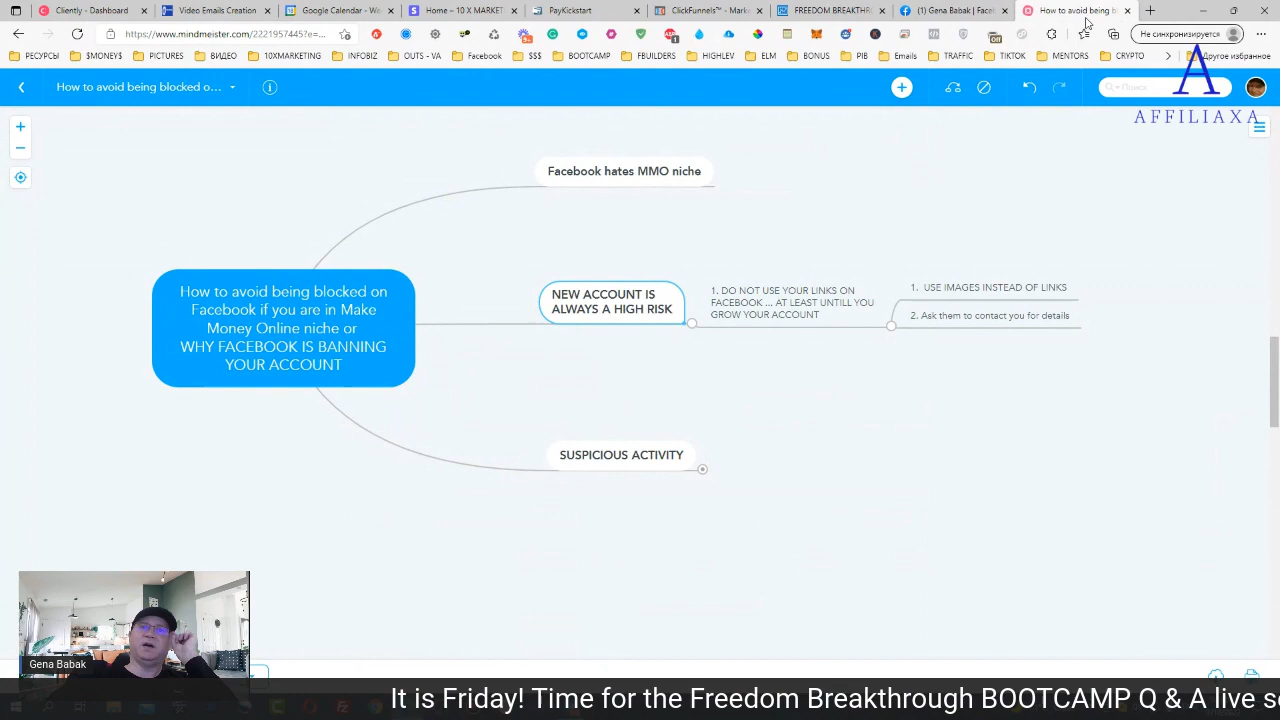 Cliently - Dashboard
Video Emails Creation
Google Calendar - We
Home – 10 X MARKET
PayKickstart
ClickFunnels™ - Mark
FREEDOM BREAKTHR
(1) Gena Babak | Facel
How to avoid being b
https://www.mindmeister.com/2221957445?e=...
Не синхронизируется
РЕСУРСЫ
$MONEY$
PICTURES
ВИДЕО
10XMARKETING
INFOBIZ
OUTS - VA
Facebook
$$$
BOOTCAMP
FBUILDERS
HIGHLEV
ELM
PIB
Emails
TRAFFIC
TIKTOK
MENTORS
CRYPTO
Другое избранное
How to avoid being blocked o...
Поиск
A
AFFILIAXA
Facebook hates MMO niche
How to avoid being blocked on
Facebook if you are in Make
Money Online niche or
WHY FACEBOOK IS BANNING
YOUR ACCOUNT
NEW ACCOUNT IS
ALWAYS A HIGH RISK
1. DO NOT USE YOUR LINKS ON
FACEBOOK ... AT LEAST UNTILL YOU
GROW YOUR ACCOUNT
1. USE IMAGES INSTEAD OF LINKS
2. Ask them to contact you for details
SUSPICIOUS ACTIVITY
Gena Babak
It is Friday! Time for the Freedom Breakthrough BOOTCAMP Q & A live s